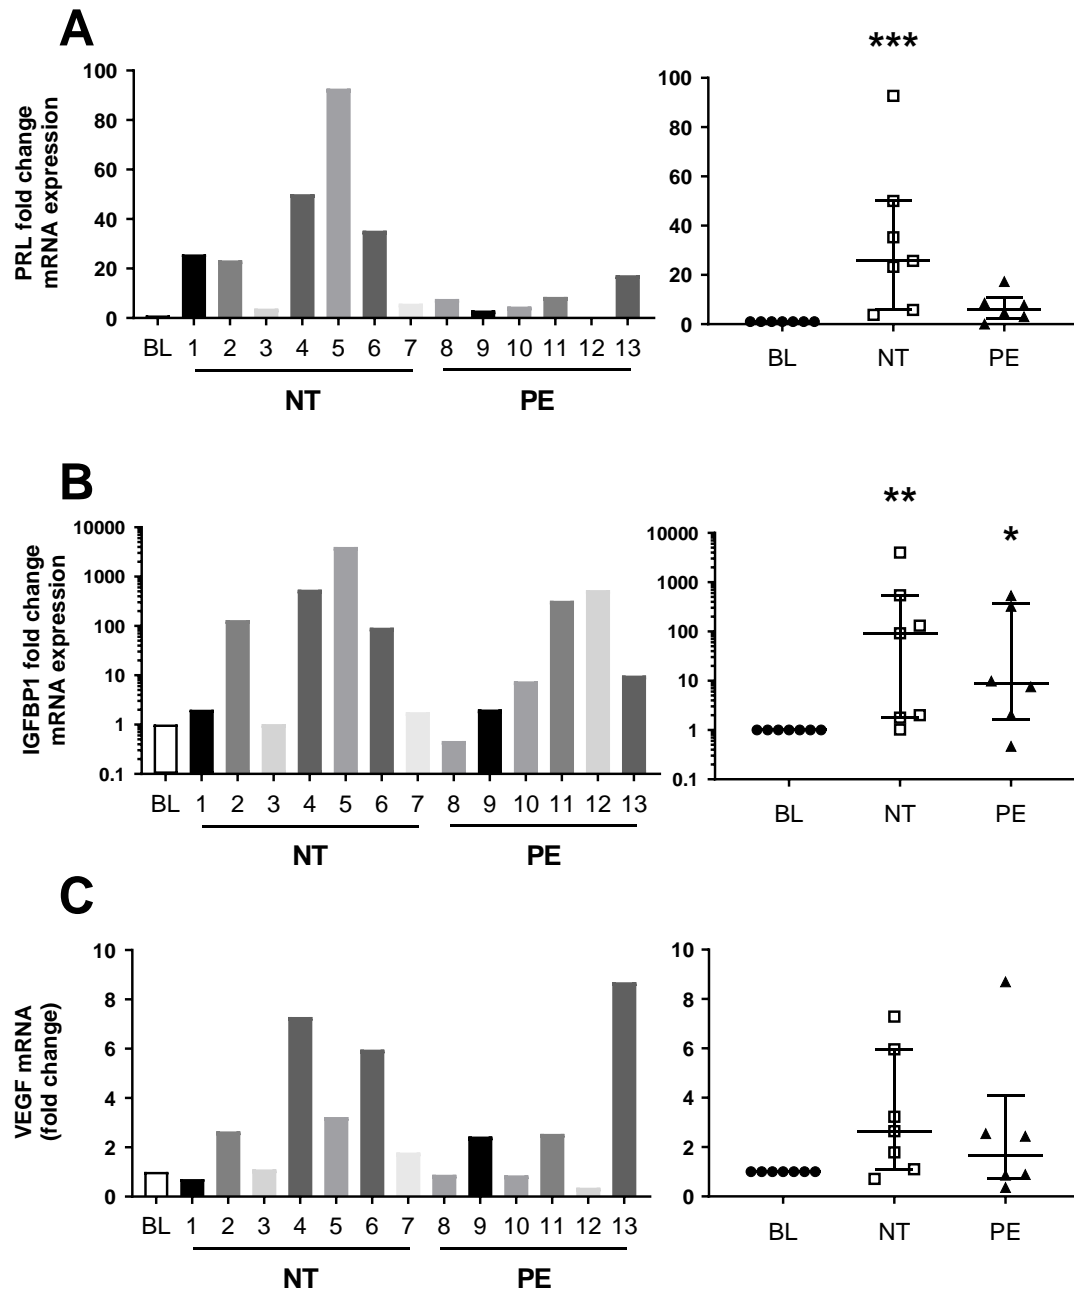 A
PRL fold change
mRNA expression
100
80
60
40
20
0
BL 1 2 3 4 5 6 7 8 9 10 11 12 13
NT PE
***
100
80
60
40
20
0
BL NT PE
B
IGFBP1 fold change
mRNA expression
10000
1000
100
10
1
0.1
BL 1 2 3 4 5 6 7 8 9 10 11 12 13
NT PE
**
*
10000
1000
100
10
1
0.1
BL NT PE
C
VEGF mRNA
(fold change)
10
8
6
4
2
0
BL 1 2 3 4 5 6 7 8 9 10 11 12 13
NT PE
10
8
6
4
2
0
BL NT PE